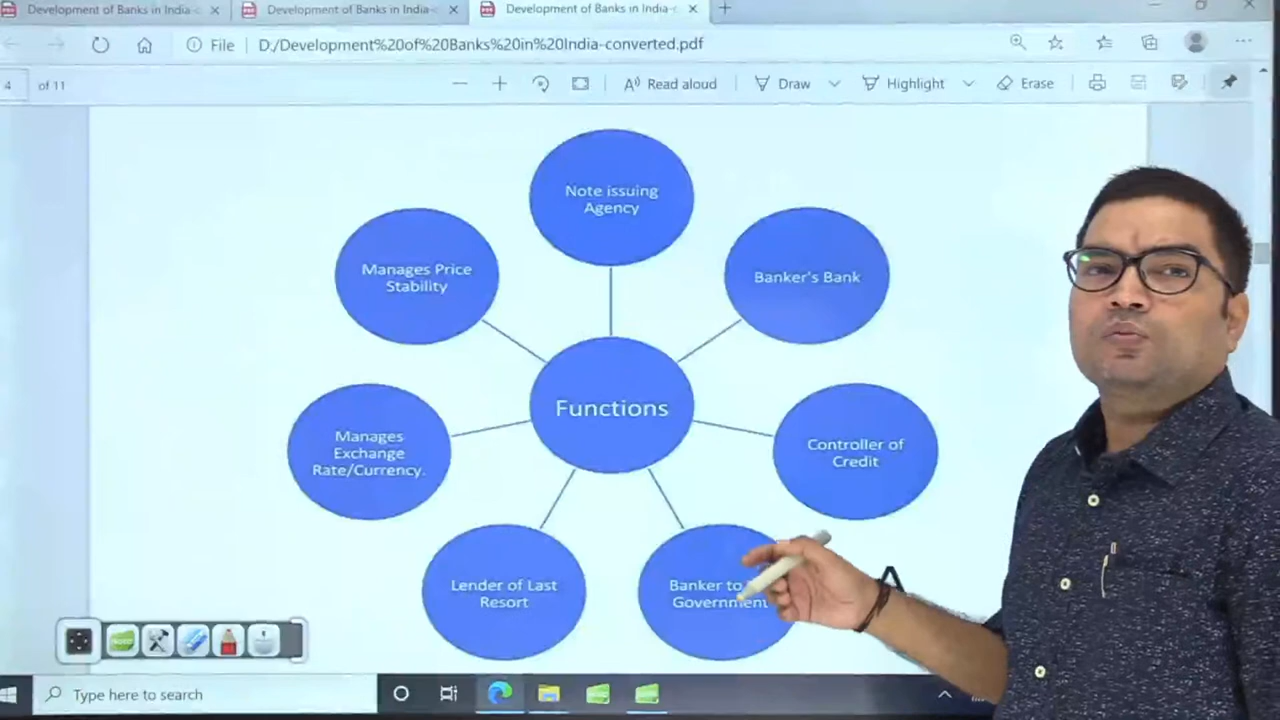 Development of Banks in India-c
Development of Banks in India-
Development of Banks in India-c
File
D:/Development%20of%20Banks%20in%20India-converted.pdf
4 of 11
Read aloud
Draw
Highlight
Erase
Note issuing
Agency
Manages Price
Stability
Banker's Bank
Functions
Manages
Exchange
Rate/Currency.
Controller of
Credit
Lender of Last
Resort
Banker to
Government
A
Type here to search